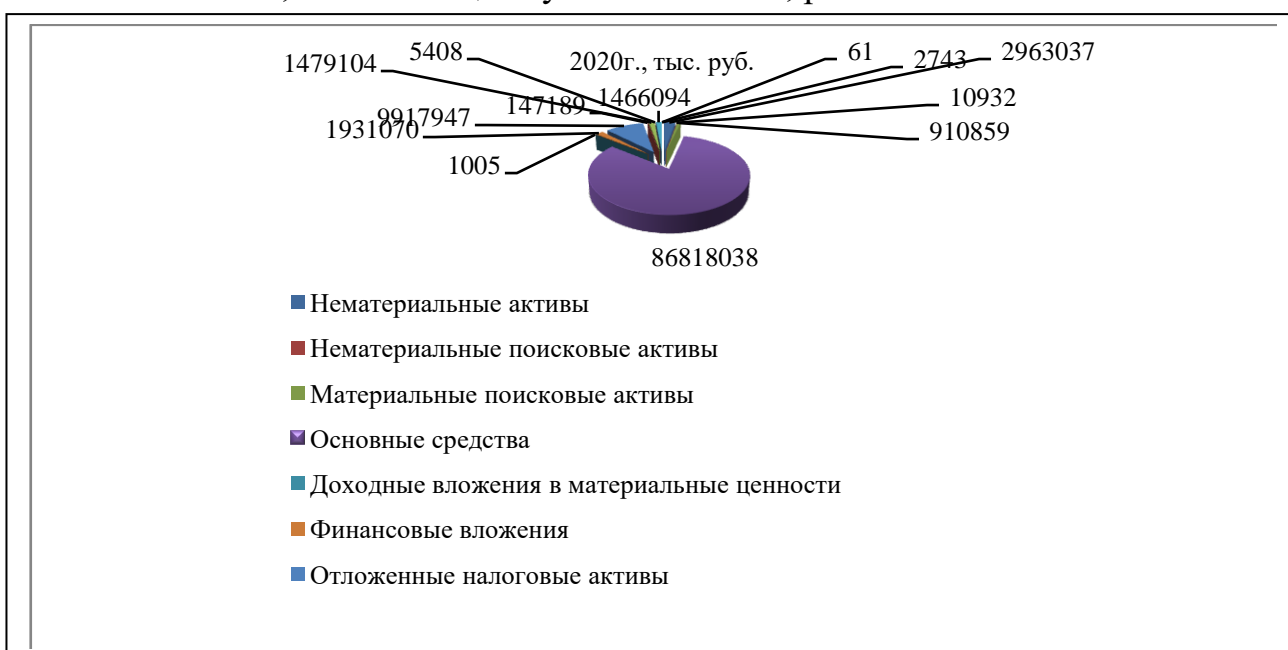 5408 2020г., тыс. руб. 61 2743 2963037
1479104
147189 1466094 10932
9917947
1931070 910859
1005
86818038
Нематериальные активы
Нематериальные поисковые активы
Материальные поисковые активы
Основные средства
Доходные вложения в материальные ценности
Финансовые вложения
Отложенные налоговые активы